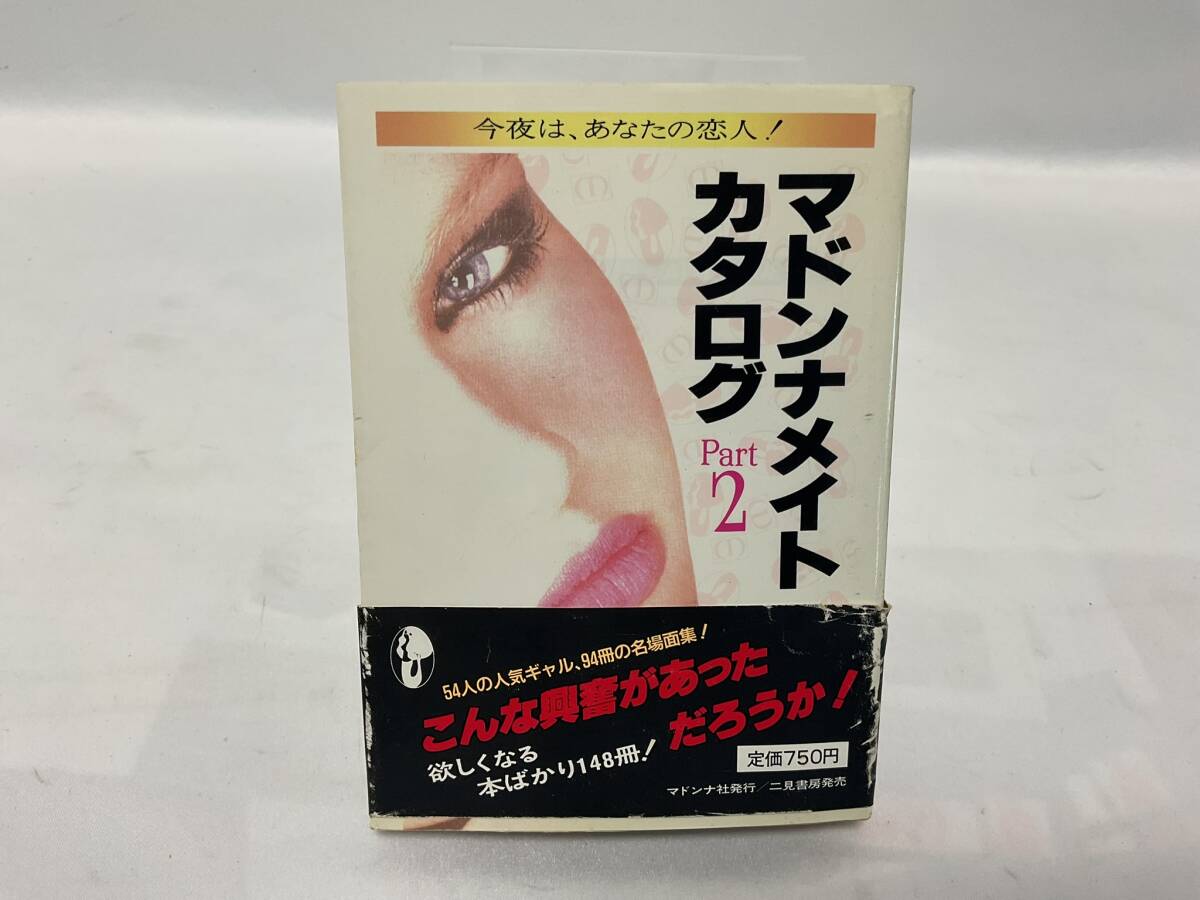 今夜は、あなたの恋人!
マドンナメイト
カタログ
Part
2
54人の人気ギャル、94冊の名場面集!
こんな興奮があった
だろうか!
欲しくなる
本ばかり148冊!
定価750円
マドンナ社発行/二見書房発売